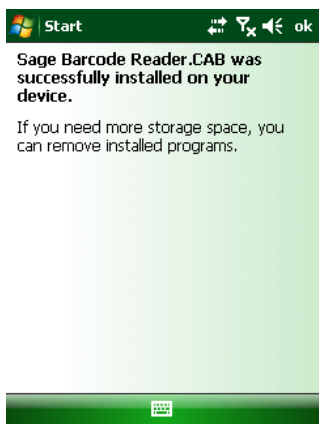 Start ok
Sage Barcode Reader.CAB was
successfully installed on your
device.
If you need more storage space, you
can remove installed programs.